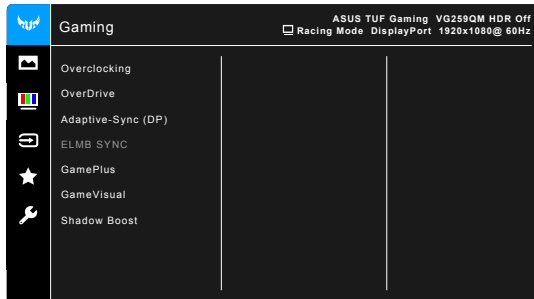 Gaming
ASUS TUF Gaming VG259QM HDR Off
Racing Mode DisplayPort 1920x1080@ 60Hz
Overclocking
OverDrive
Adaptive-Sync (DP)
ELMB SYNC
GamePlus
GameVisual
Shadow Boost